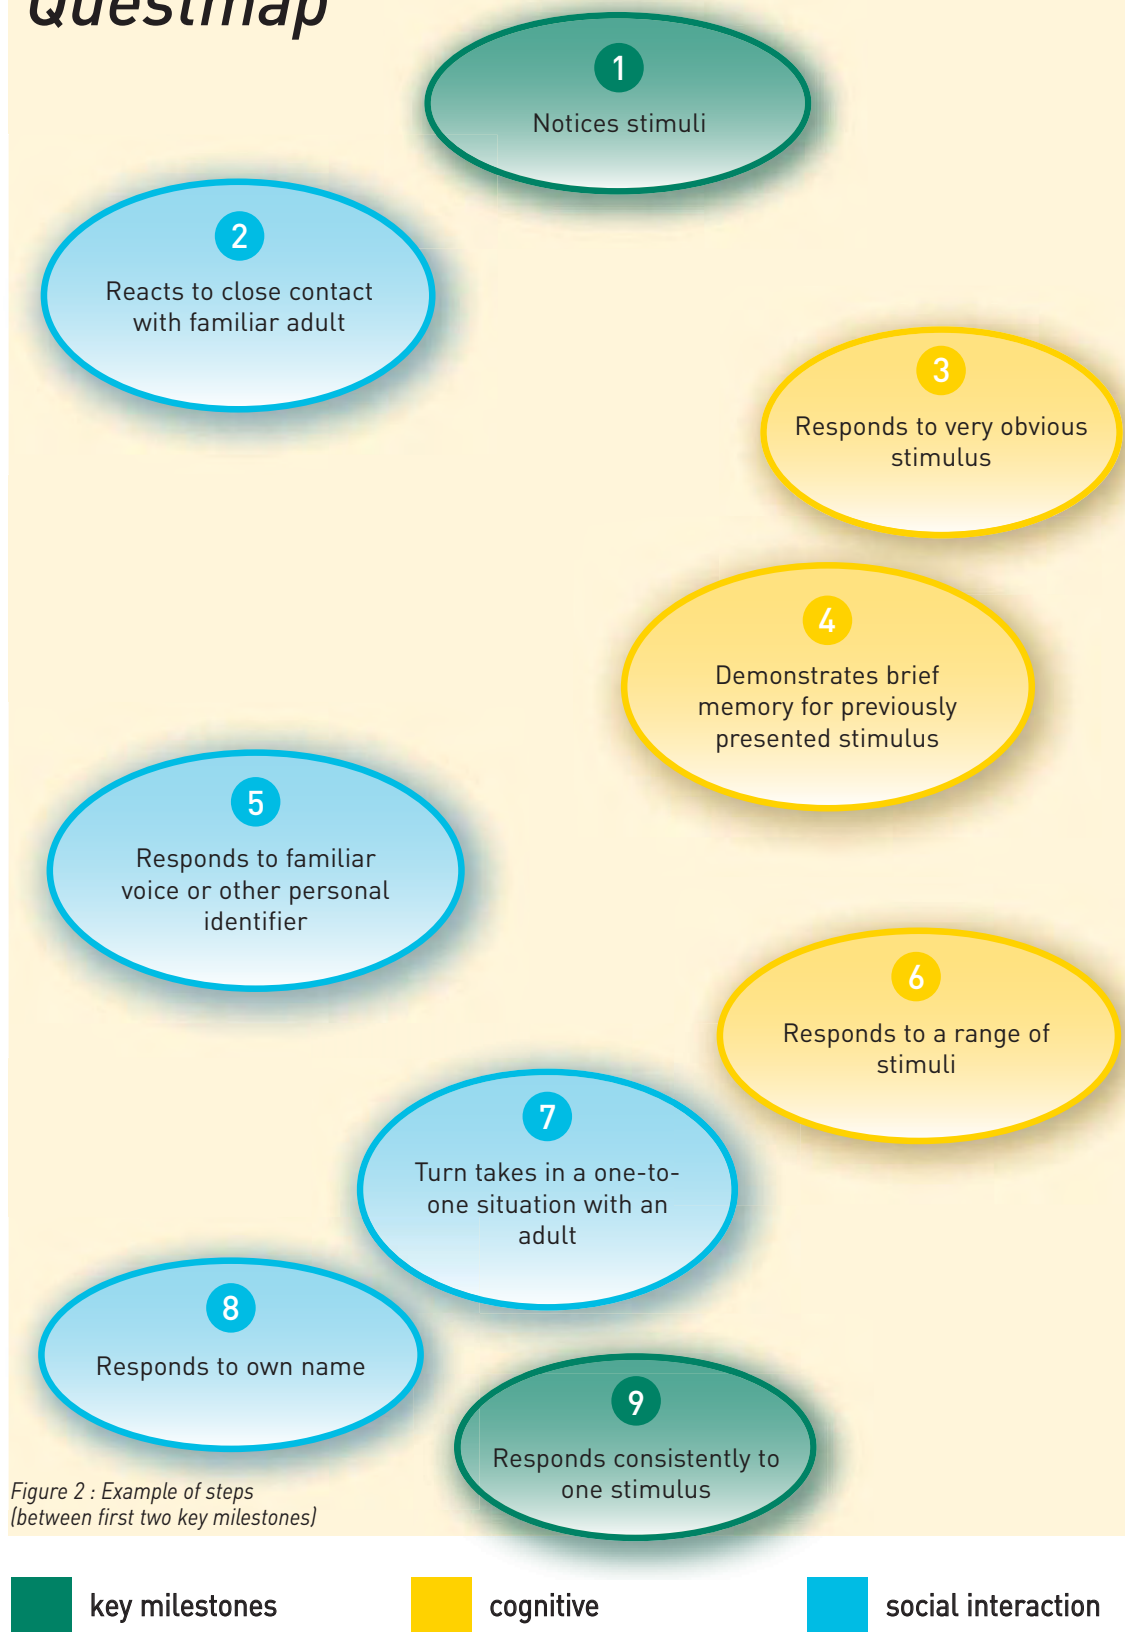 Questmap
1
Notices stimuli
2
Reacts to close contact
with familiar adult
3
Responds to very obvious
stimulus
4
Demonstrates brief
memory for previously
presented stimulus
5
Responds to familiar
voice or other personal
identifier
6
Responds to a range of
stimuli
7
Turn takes in a one-to-
one situation with an
adult
8
Responds to own name
9
Responds consistently to
one stimulus
Figure 2 : Example of steps
(between first two key milestones)
key milestones
cognitive
social interaction